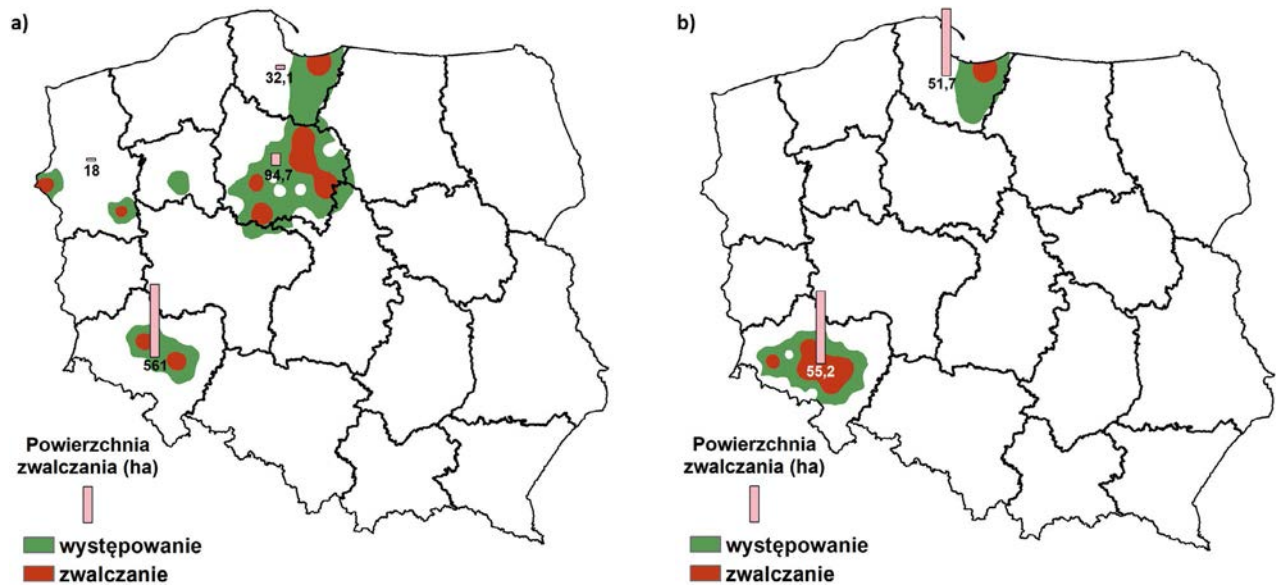 a)
32,1
18
94,7
561
Powierzchnia
zwalczania (ha)
występowanie
zwalczanie
b)
51,7
55,2
Powierzchnia
zwalczania (ha)
występowanie
zwalczanie